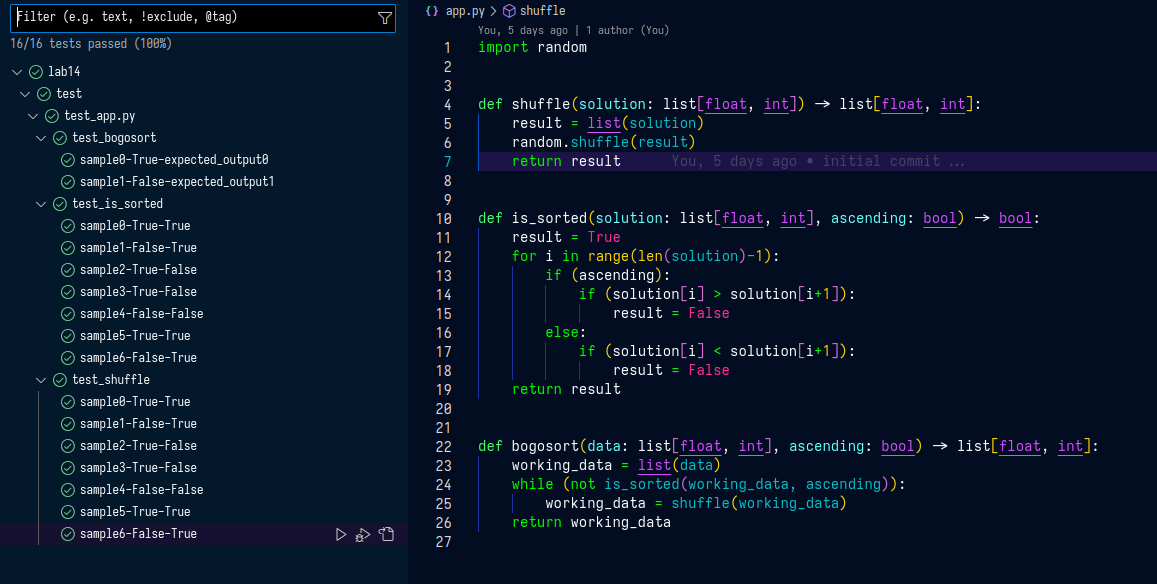 Filter (e.g. text, !exclude, @tag)
16/16 tests passed (100%)
lab14
test
test_app.py
test_bogosort
sample0-True-expected_output0
sample1-False-expected_output1
test_is_sorted
sample0-True-True
sample1-False-True
sample2-True-False
sample3-True-False
sample4-False-False
sample5-True-True
sample6-False-True
test_shuffle
sample0-True-True
sample1-False-True
sample2-True-False
sample3-True-False
sample4-False-False
sample5-True-True
sample6-False-True
{} app.py > shuffle
You, 5 days ago | 1 author (You)
1 import random
2
3
4 def shuffle(solution: list[float, int]) → list[float, int]:
5     result = list(solution)
6     random.shuffle(result)
7     return result     You, 5 days ago • initial commit …
8
9
10 def is_sorted(solution: list[float, int], ascending: bool) → bool:
11     result = True
12     for i in range(len(solution)-1):
13         if (ascending):
14             if (solution[i] > solution[i+1]):
15                 result = False
16         else:
17             if (solution[i] < solution[i+1]):
18                 result = False
19     return result
20
21
22 def bogosort(data: list[float, int], ascending: bool) → list[float, int]:
23     working_data = list(data)
24     while (not is_sorted(working_data, ascending)):
25         working_data = shuffle(working_data)
26     return working_data
27